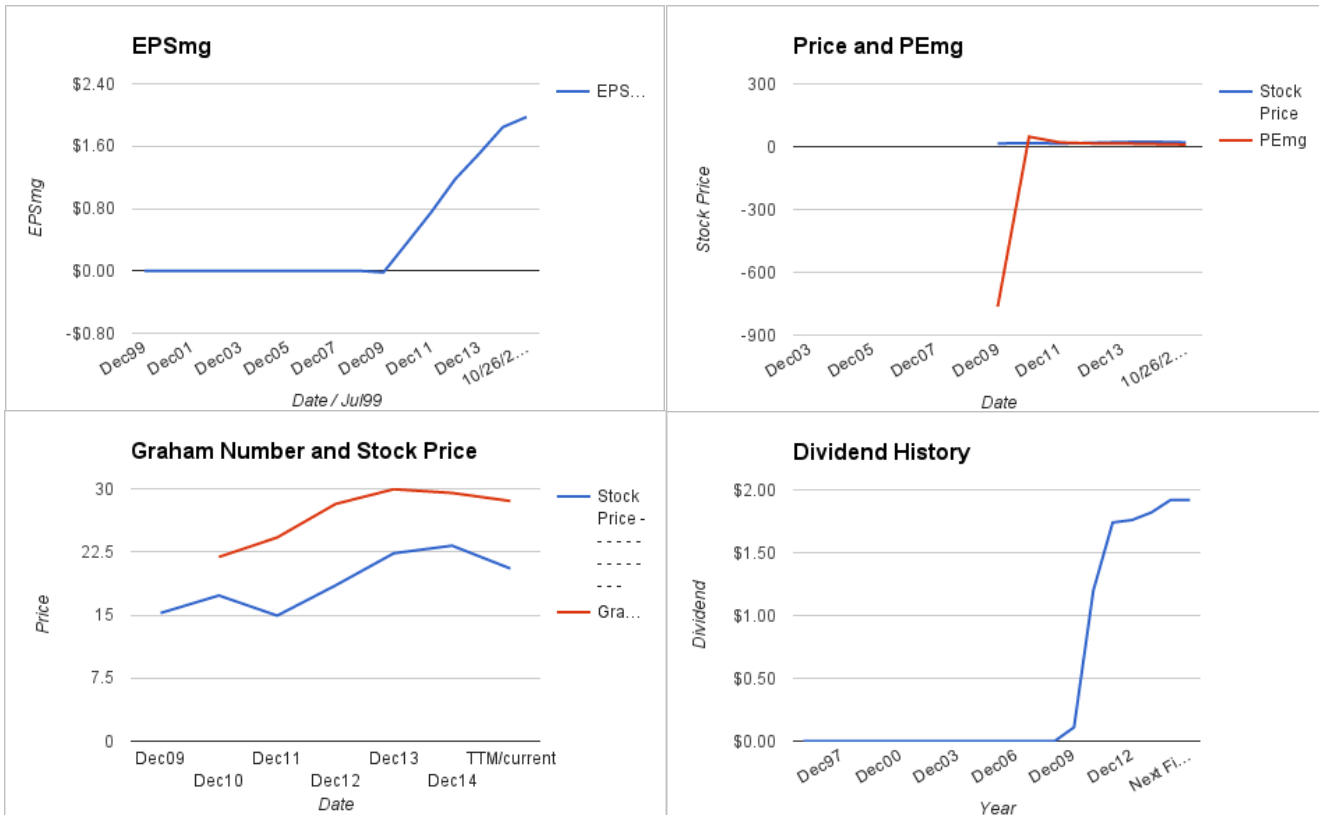 EPSmg
$2.40
$1.60
$0.80
$0.00
-$0.80
EPSmg
EPS...
Dec99
Dec01
Dec03
Dec05
Dec07
Dec09
Dec11
Dec13
10/26/2...
Date / Jul99
Price and PEmg
300
0
-300
-600
-900
Stock Price
Stock
Price
PEmg
Dec03
Dec05
Dec07
Dec09
Dec11
Dec13
10/26/2...
Date
Graham Number and Stock Price
30
22.5
15
7.5
0
Price
Stock
Price -
- - - - -
- - - - -
- - -
Gra...
Dec09
Dec10
Dec11
Dec12
Dec13
Dec14
TTM/current
Date
Dividend History
$2.00
$1.50
$1.00
$0.50
$0.00
Dividend
Dec97
Dec00
Dec03
Dec06
Dec09
Dec12
Next Fi...
Year